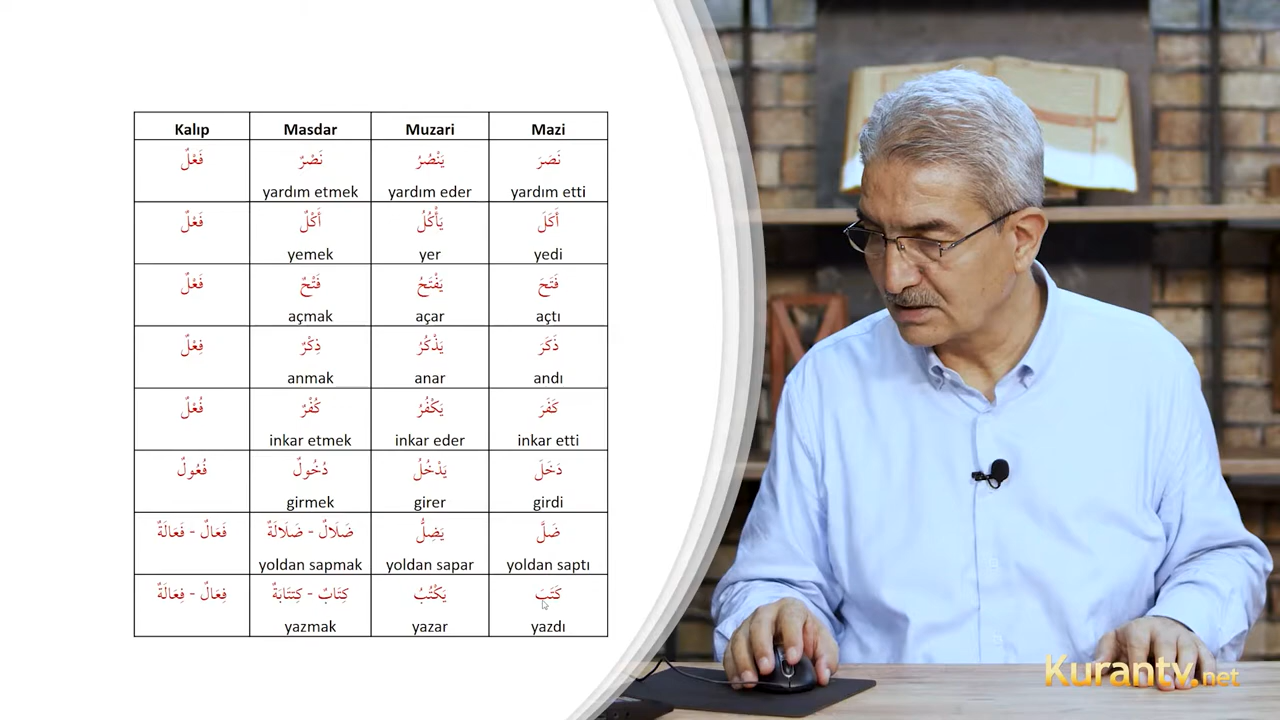 Kalıp Masdar Muzari Mazi
فَعْلٌ نَصْرٌ يَنْصُرُ نَصَرَ
yardım etmek yardım eder yardım etti
فَعْلٌ أَكْلٌ يَأْكُلُ أَكَلَ
yemek yer yedi
فَعْلٌ فَتْحٌ يَفْتَحُ فَتَحَ
açmak açar açtı
فِعْلٌ ذِكْرٌ يَذْكُرُ ذَكَرَ
anmak anar andı
فُعْلٌ كُفْرٌ يَكْفُرُ كَفَرَ
inkar etmek inkar eder inkar etti
فُعُولٌ دُخُولٌ يَدْخُلُ دَخَلَ
girmek girer girdi
فَعَالٌ - فَعَالَةٌ ضَلَالٌ - ضَلَالَةٌ يَضِلُّ ضَلَّ
yoldan sapmak yoldan sapar yoldan saptı
فِعَالٌ - فِعَالَةٌ كِتَابٌ - كِتَابَةٌ يَكْتُبُ كَتَبَ
yazmak yazar yazdı
Kurantv.net